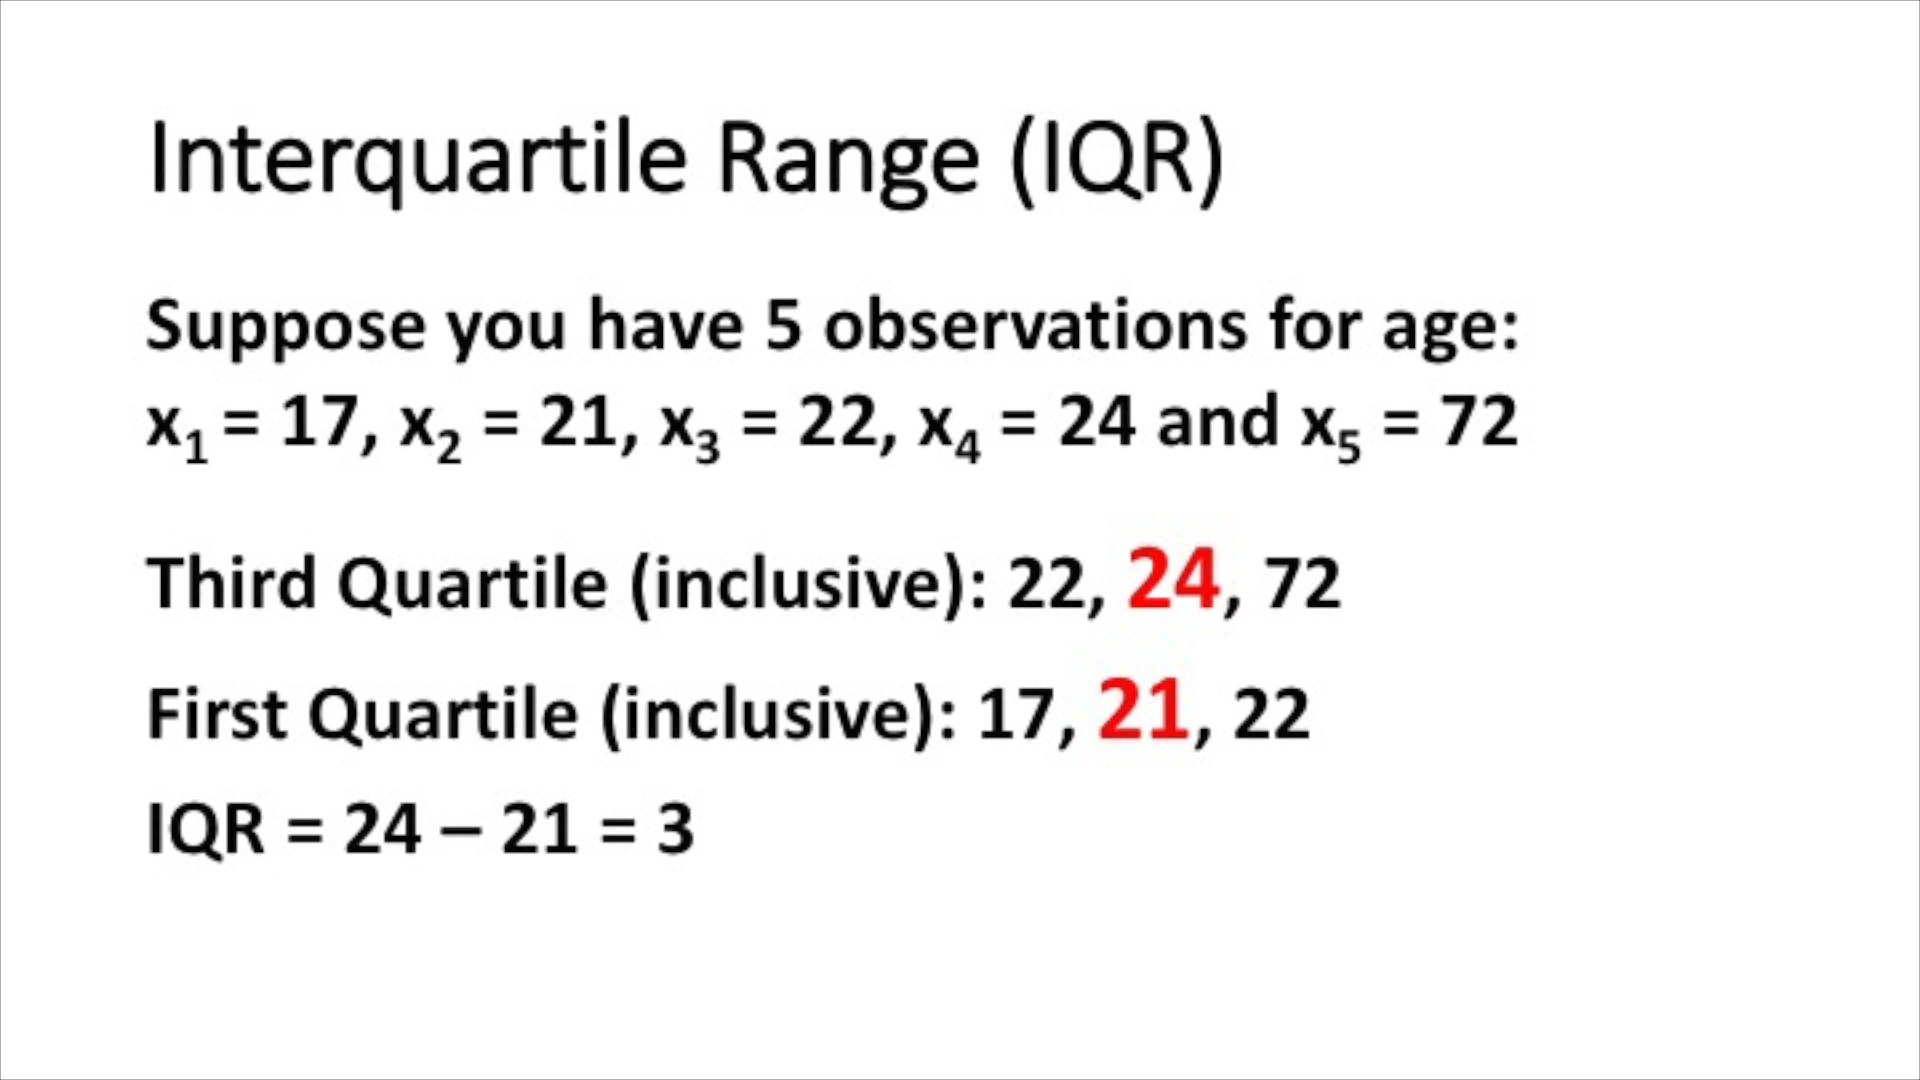 Interquartile Range (IQR)
Suppose you have 5 observations for age:
x₁ = 17, x₂ = 21, x₃ = 22, x₄ = 24 and x₅ = 72
Third Quartile (inclusive): 22, 24, 72
First Quartile (inclusive): 17, 21, 22
IQR = 24 – 21 = 3